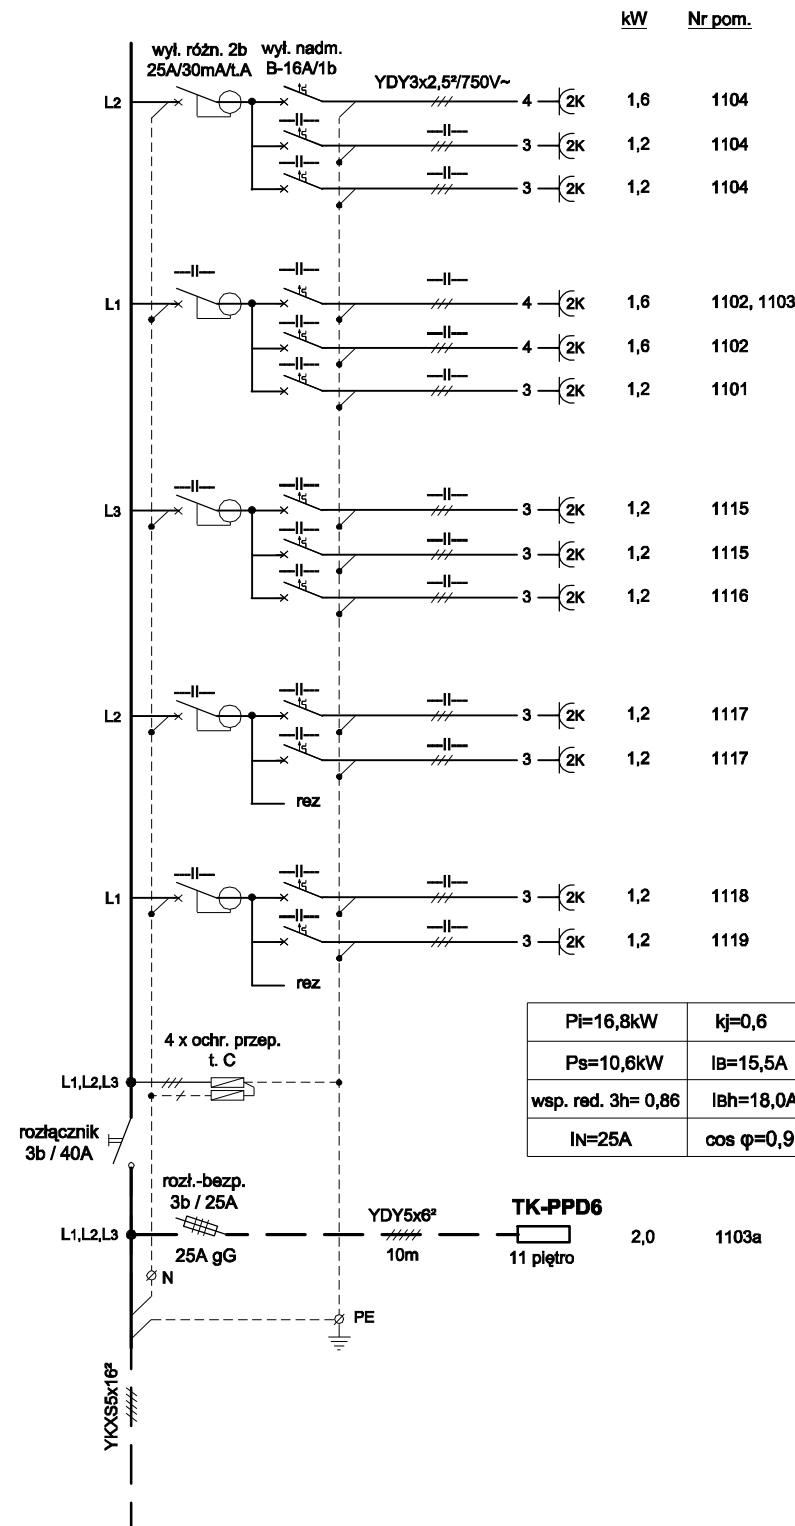 kW Nr pom.
wył. różn. 2b
25A/30mA/t.A
wył. nadm.
B-16A/1b
YDY3x2,5²/750V~
L2 4 2K 1,6 1104
3 2K 1,2 1104
3 2K 1,2 1104
L1 4 2K 1,6 1102, 1103
4 2K 1,6 1102
3 2K 1,2 1101
L3 3 2K 1,2 1115
3 2K 1,2 1115
3 2K 1,2 1116
L2 3 2K 1,2 1117
3 2K 1,2 1117
rez
L1 3 2K 1,2 1118
3 2K 1,2 1119
rez
Pi=16,8kW kj=0,6
Ps=10,6kW IB=15,5A
wsp. red. 3h= 0,86 IBh=18,0A
IN=25A cos φ=0,9
4 x ochr. przep.
t. C
L1,L2,L3
rozłącznik
3b / 40A
rozł.-bezp.
3b / 25A
L1,L2,L3
25A gG
YDY5x6²
10m
TK-PPD6
11 piętro
2,0 1103a
N
PE
YKXS5x16²